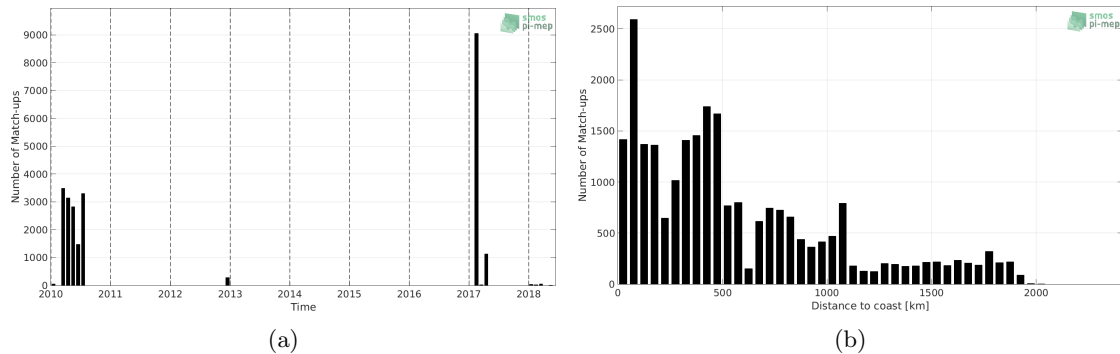 smos
pi-mep
9000
8000
7000
6000
5000
4000
3000
2000
1000
0
Number of Match-ups
2010 2011 2012 2013 2014 2015 2016 2017 2018
Time
(a)
smos
pi-mep
2500
2000
1500
1000
500
0
Number of Match-ups
0 500 1000 1500 2000
Distance to coast [km]
(b)